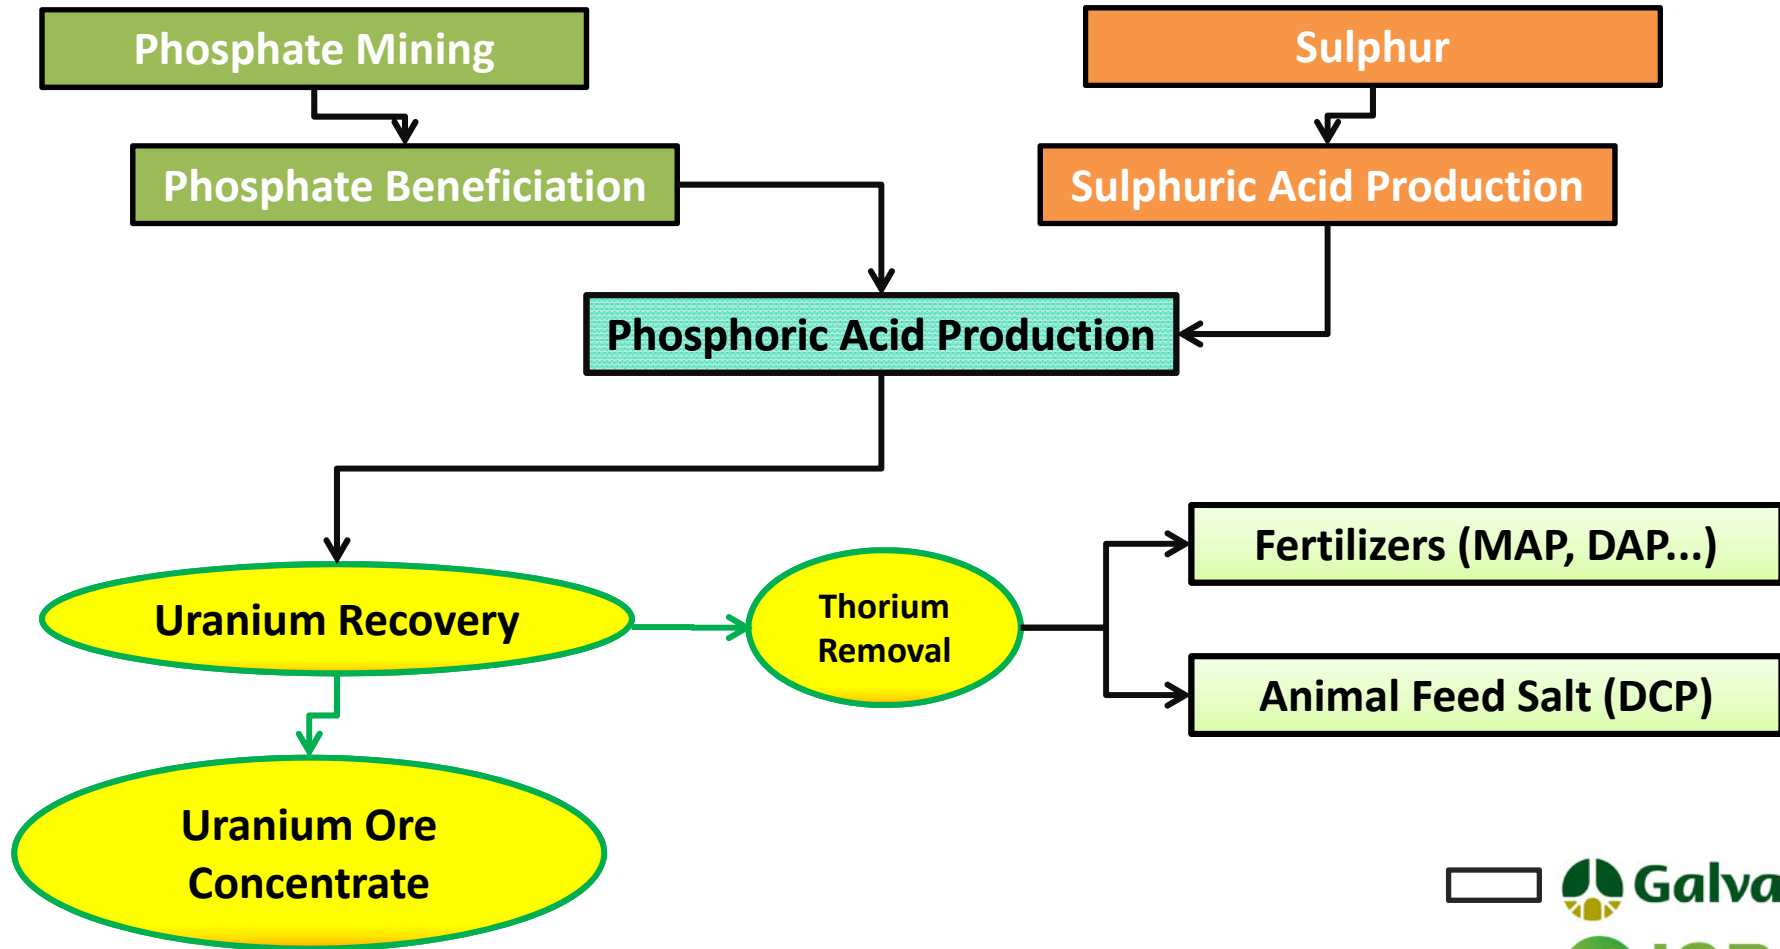 Phosphate Mining
Sulphur
Phosphate Beneficiation
Sulphuric Acid Production
Phosphoric Acid Production
Fertilizers (MAP, DAP...)
Uranium Recovery
Thorium
Removal
Animal Feed Salt (DCP)
Uranium Ore
Concentrate
Galva